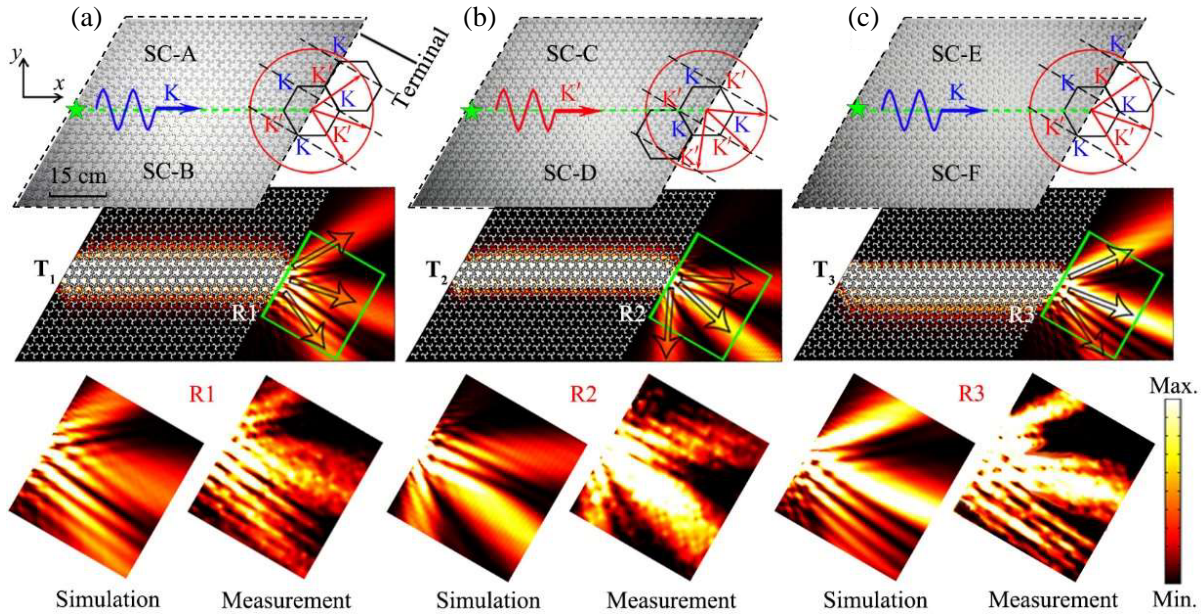 (a)
(b)
(c)
y
x
SC-A
SC-B
K
K
K'
K
K'
K'
K
K'
Terminal
15 cm
SC-C
SC-D
K'
K
K'
K
K'
K'
K'
SC-E
SC-F
K
K
K'
K
K'
K'
K
K'
T1
R1
T2
R2
T3
R3
R1
R2
R3
Max.
Min.
Simulation
Measurement
Simulation
Measurement
Simulation
Measurement